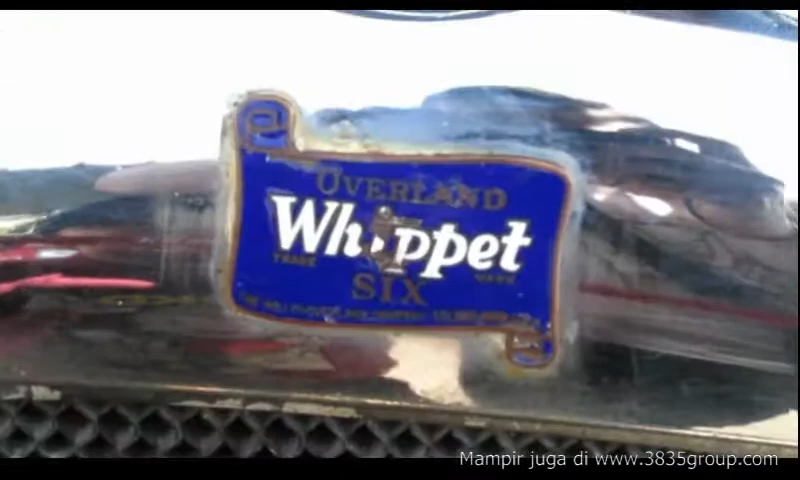 OVERLAND
Whippet
TRADE MARK
SIX
Mampir juga di www.3835group.com